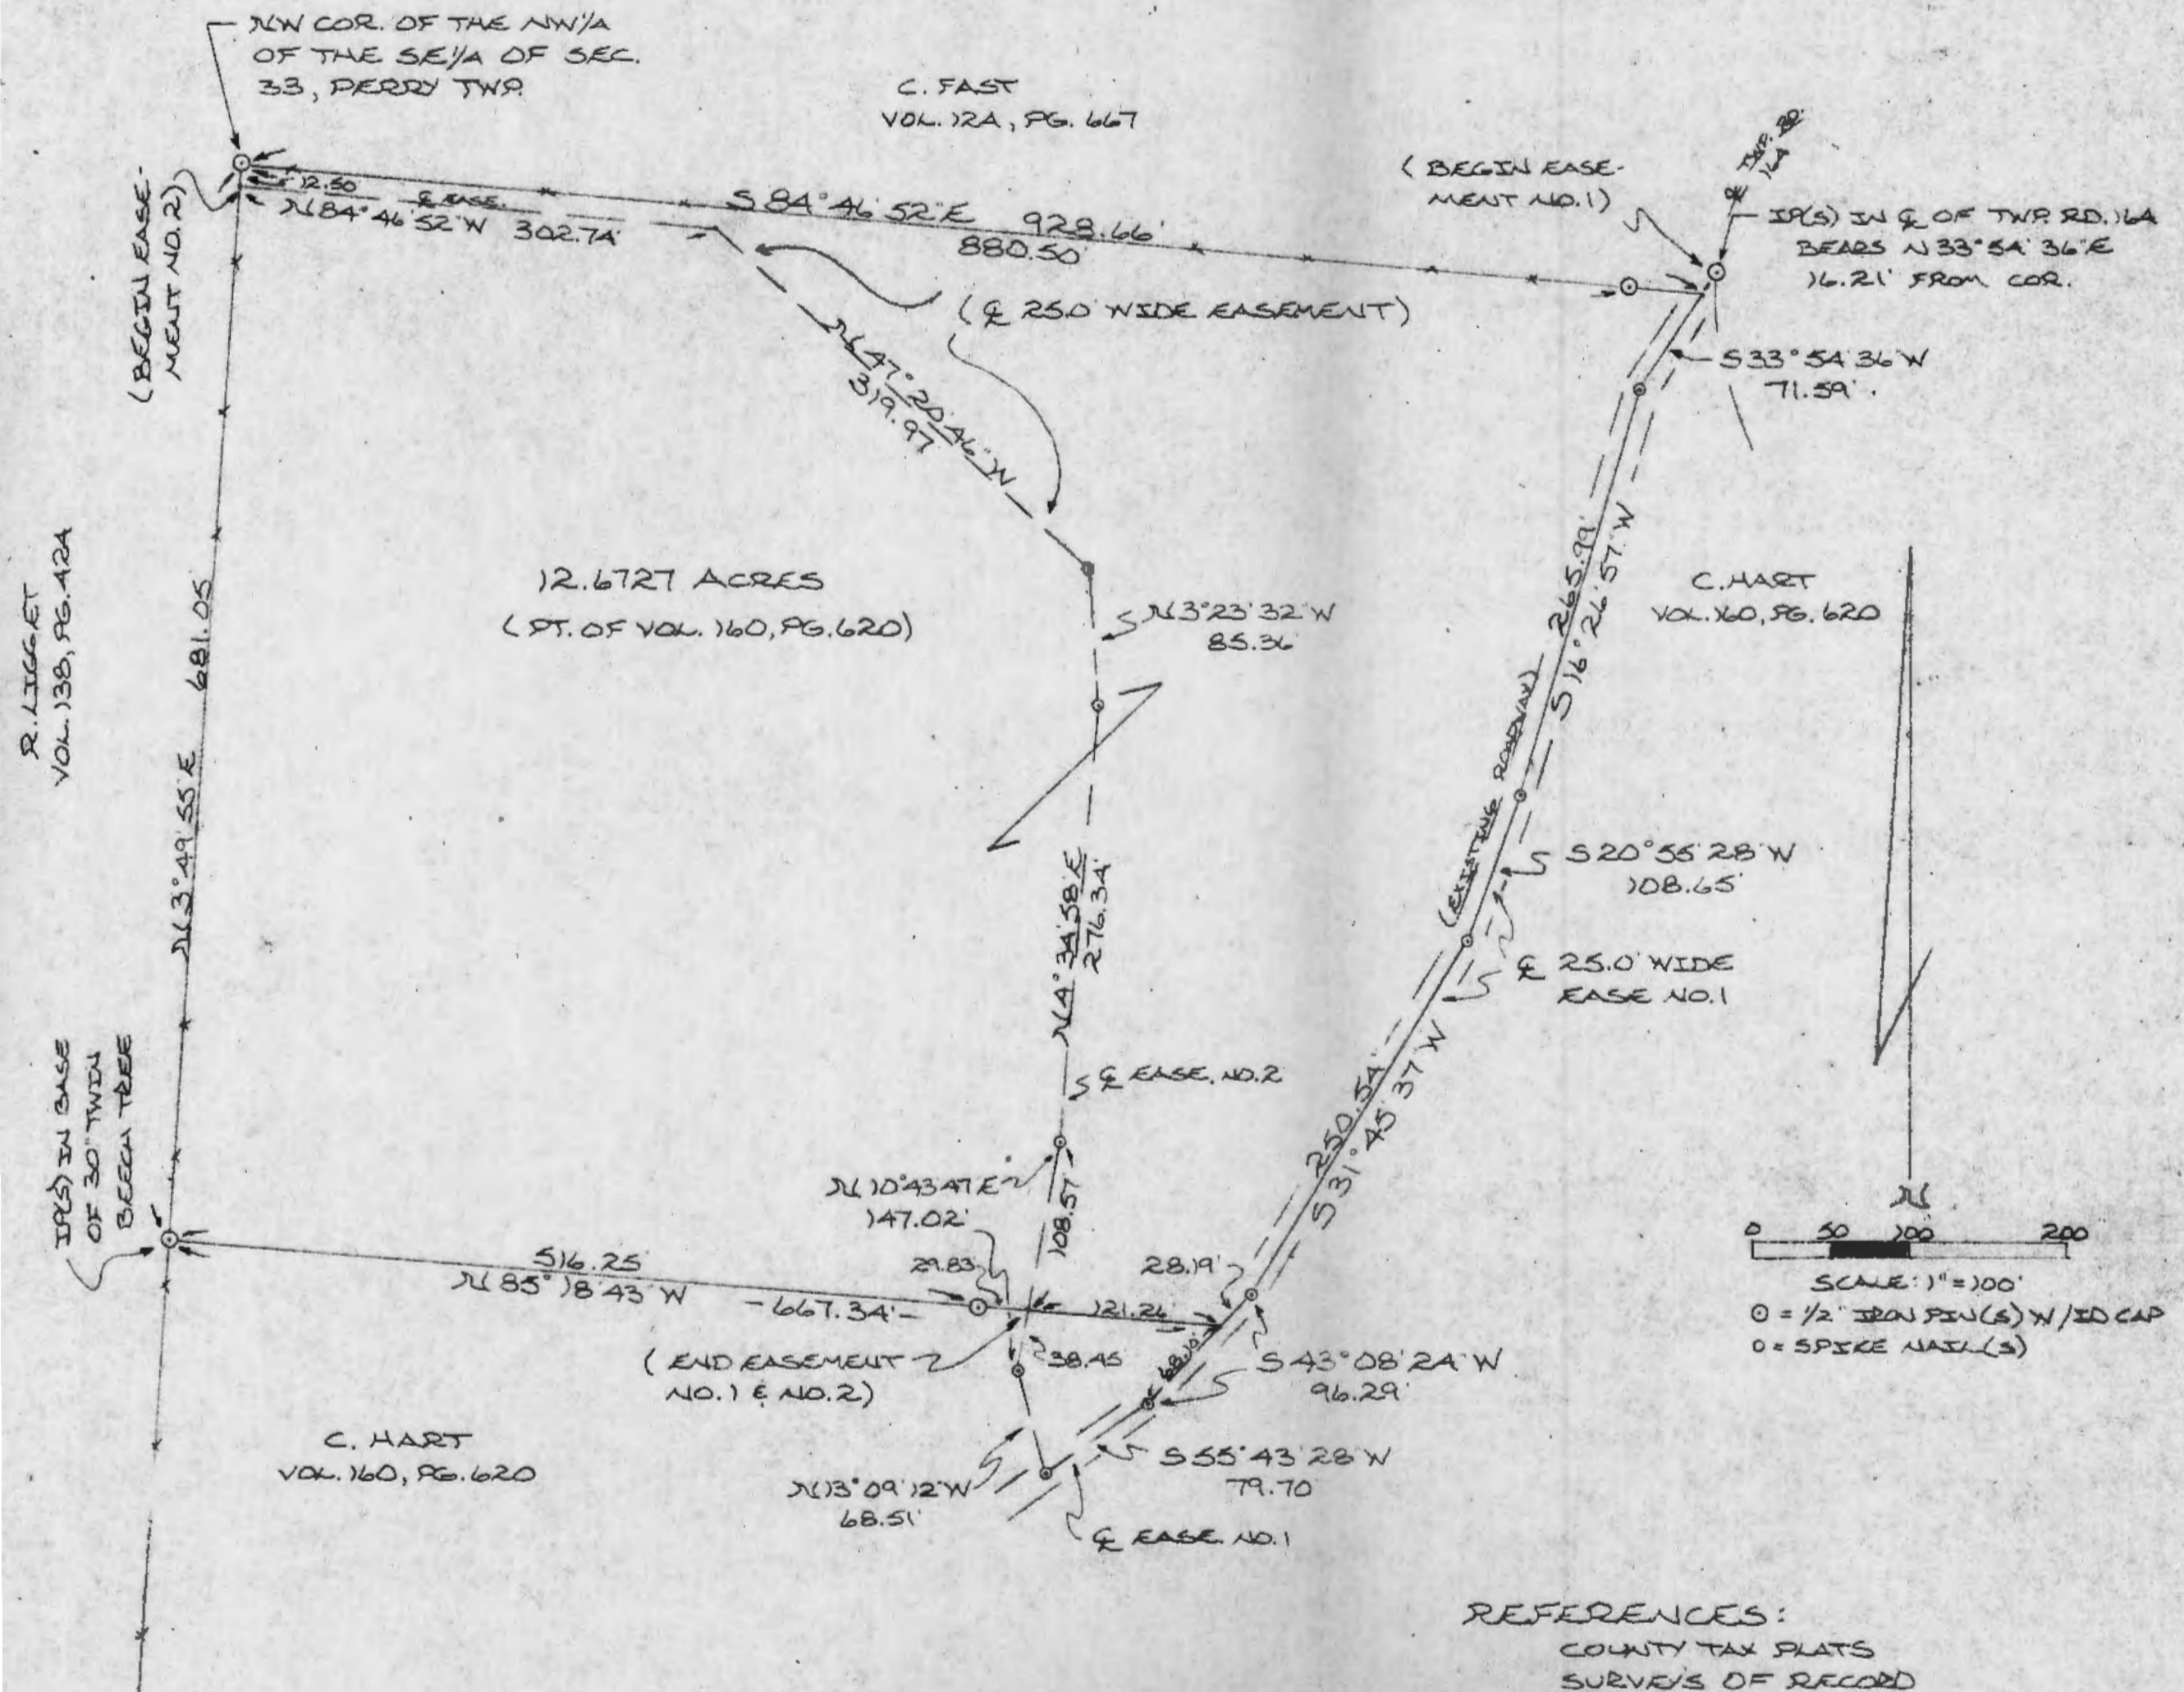 NW COR. OF THE NW1/4
OF THE SE1/4 OF SEC.
33, PERRY TWP.
C. FAST
VOL. 124, PG. 667
TWP. RD.
164
(BEGIN EASE-
MENT NO.1)
IP(S) IN ℄ OF TWP. RD. 164
BEARS N 33°54'36"E
16.21' FROM COR.
(BEGIN EASE-
MENT NO.2)
12.50
℄ EASE.
N 84°46'52"W 302.74'
S 84°46'52"E 928.66'
880.50'
(℄ 25.0' WIDE EASEMENT)
N 47°20'46"W
319.97
S 33°54'36"W
71.59'
R. LIGGET
VOL. 138, PG. 424
N 3°49'55"E 681.05'
12.6727 ACRES
(PT. OF VOL. 160, PG. 620)
N 3°23'32"W
85.36'
265.99'
S 16°26'57"W
C. HART
VOL. 160, PG. 620
(EXISTING ROADWAY)
S 20°55'28"W
108.65'
N 4°34'58"E
276.34'
℄ 25.0' WIDE
EASE NO.1
℄ EASE. NO.2
250.54'
S 31°45'37"W
IP(S) IN BASE
OF 30" TWIN
BEECH TREE
N 10°43'47"E
147.02'
108.57'
N
0 50 100 200
SCALE: 1"=100'
⊙ = 1/2" IRON PIN(S) W/ID CAP
o = SPIKE NAIL(S)
516.25'
N 85°18'43"W
-667.34'-
29.83'
28.19'
121.26'
(END EASEMENT
NO.1 & NO.2)
38.45
68.10'
S 43°08'24"W
96.29'
C. HART
VOL. 160, PG. 620
N 13°09'12"W
68.51'
S 55°43'28"W
79.70'
℄ EASE. NO.1
REFERENCES:
COUNTY TAX PLATS
SURVEYS OF RECORD